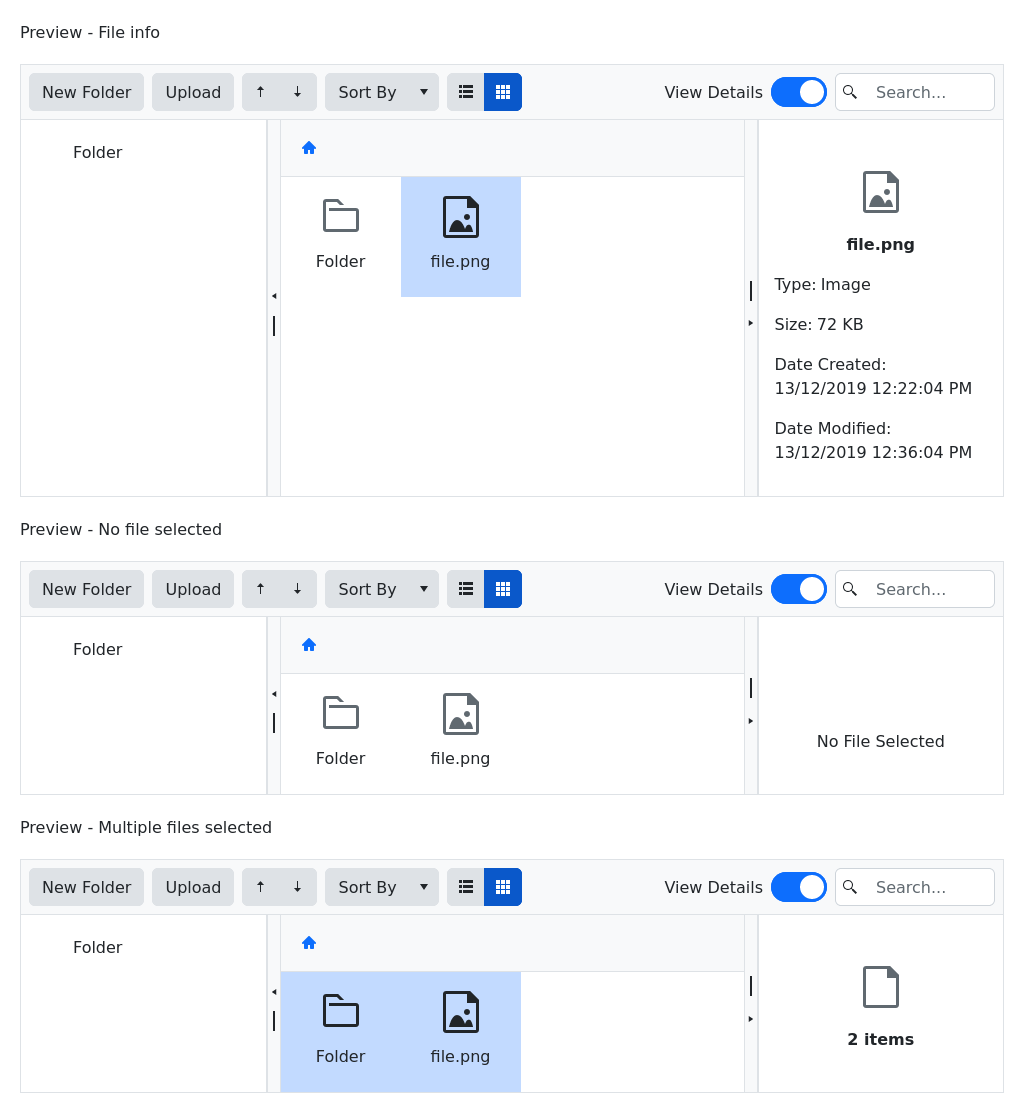 Preview - File info
New Folder Upload Sort By View Details Search...
Folder
Folder file.png
file.png
Type: Image
Size: 72 KB
Date Created:
13/12/2019 12:22:04 PM
Date Modified:
13/12/2019 12:36:04 PM
Preview - No file selected
New Folder Upload Sort By View Details Search...
Folder
Folder file.png
No File Selected
Preview - Multiple files selected
New Folder Upload Sort By View Details Search...
Folder
Folder file.png
2 items